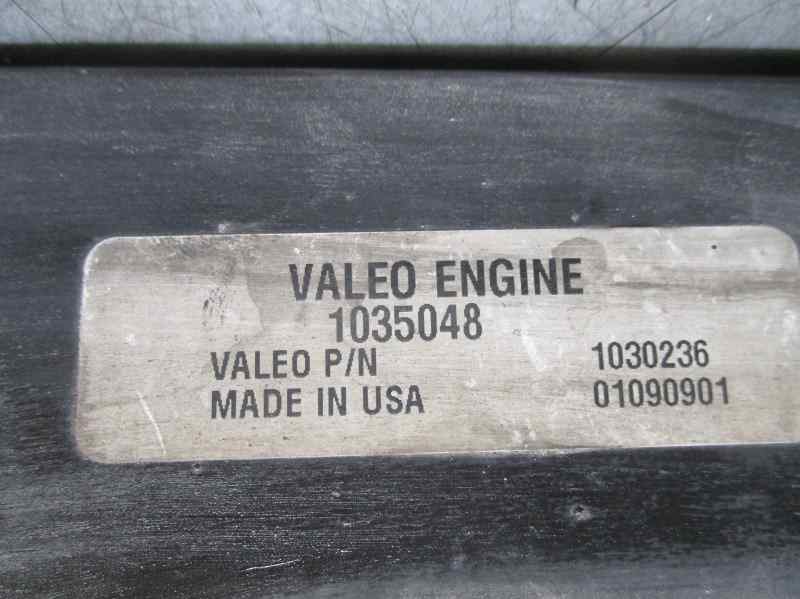 VALEO ENGINE
1035048
VALEO P/N 1030236
MADE IN USA 01090901